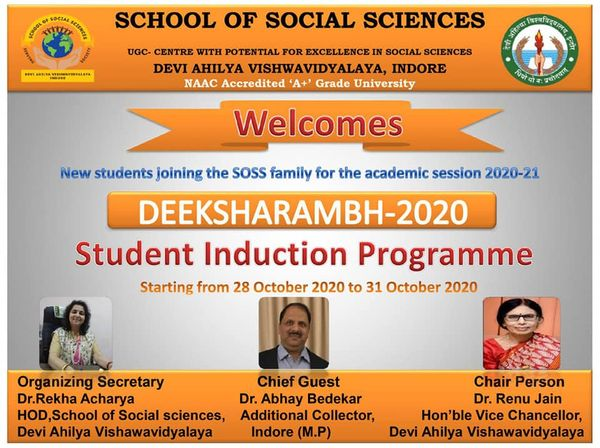 SCHOOL OF SOCIAL SCIENCES
UGC- CENTRE WITH POTENTIAL FOR EXCELLENCE IN SOCIAL SCIENCES
DEVI AHILYA VISHWAVIDYALAYA, INDORE
NAAC Accredited ‘A+’ Grade University
SCHOOL OF SOCIAL SCIENCES
DEVI AHILYA VISHWAVIDYALAYA
INDORE
देवी अहिल्या विश्वविद्यालय, इन्दौर
धियो यो नः प्रचोदयात्
Welcomes
New students joining the SOSS family for the academic session 2020-21
DEEKSHARAMBH-2020
Student Induction Programme
Starting from 28 October 2020 to 31 October 2020
Organizing Secretary
Dr.Rekha Acharya
HOD,School of Social sciences,
Devi Ahilya Vishawavidyalaya
Chief Guest
Dr. Abhay Bedekar
Additional Collector,
Indore (M.P)
Chair Person
Dr. Renu Jain
Hon’ble Vice Chancellor,
Devi Ahilya Vishawavidyalaya